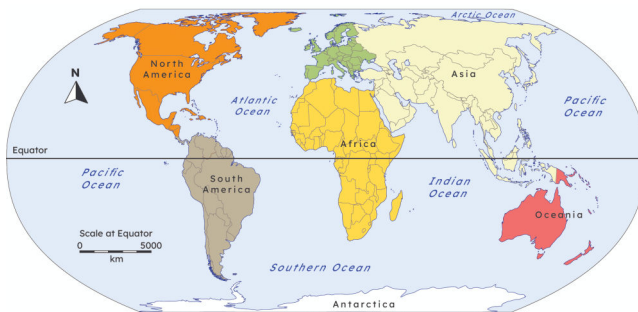 Arctic Ocean
North
America
N
Asia
Atlantic
Ocean
Pacific
Ocean
Africa
Equator
Pacific
Ocean
South
America
Indian
Ocean
Oceania
Scale at Equator
0 5000
km
Southern Ocean
Antarctica